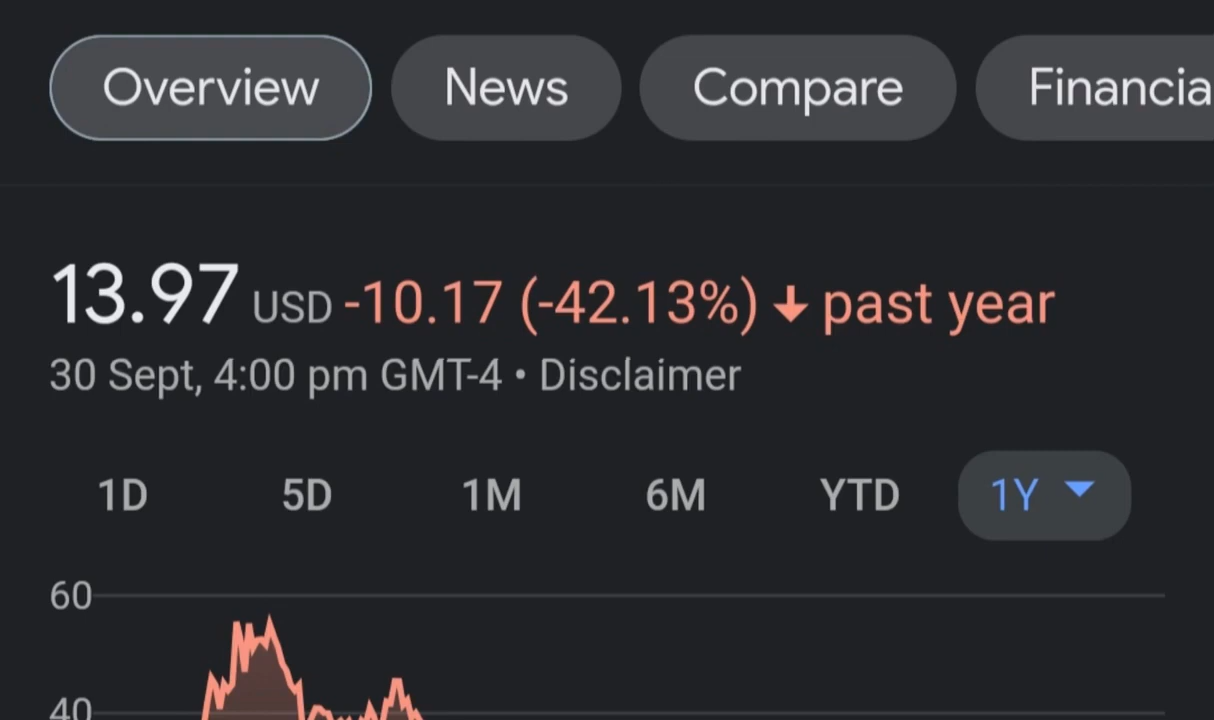 Overview News Compare Financia
13.97 USD -10.17 (-42.13%) ↓ past year
30 Sept, 4:00 pm GMT-4 • Disclaimer
1D 5D 1M 6M YTD 1Y
60
40